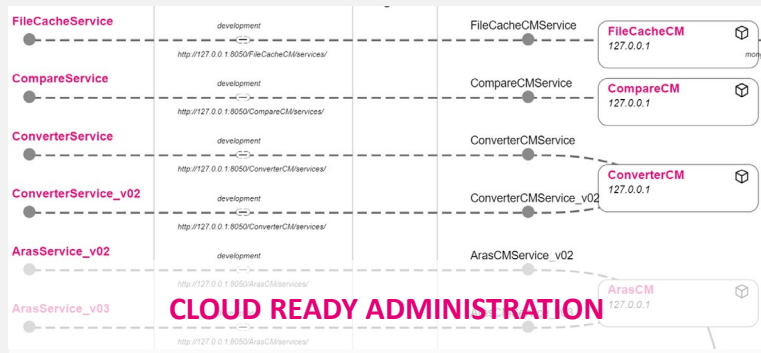 FileCacheService
development
FileCacheCMService
FileCacheCM
127.0.0.1
http://127.0.0.1:8050/FileCacheCM/services/
CompareService
development
CompareCMService
CompareCM
127.0.0.1
http://127.0.0.1:8050/CompareCM/services/
ConverterService
development
ConverterCMService
http://127.0.0.1:8050/ConverterCM/services/
ConverterCM
127.0.0.1
ConverterService_v02
development
ConverterCMService_v02
http://127.0.0.1:8050/ConverterCM/services/
ArasService_v02
development
ArasCMService_v02
http://127.0.0.1:8050/ArasCM/services/
ArasCM
127.0.0.1
ArasService_v03
CLOUD READY ADMINISTRATION
http://127.0.0.1:8050/ArasCM/services/